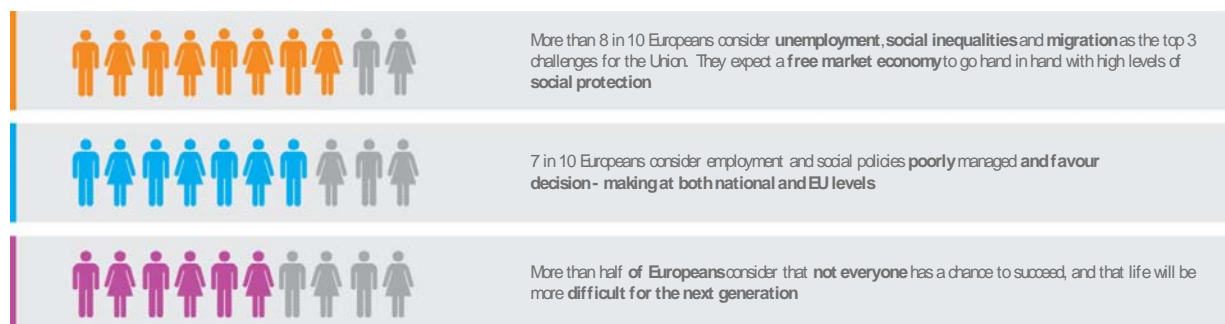 More than 8 in 10 Europeans consider unemployment, social inequalities and migration as the top 3
challenges for the Union. They expect a free market economy to go hand in hand with high levels of
social protection
7 in 10 Europeans consider employment and social policies poorly managed and favour
decision- making at both national and EU levels
More than half of Europeans consider that not everyone has a chance to succeed, and that life will be
more difficult for the next generation